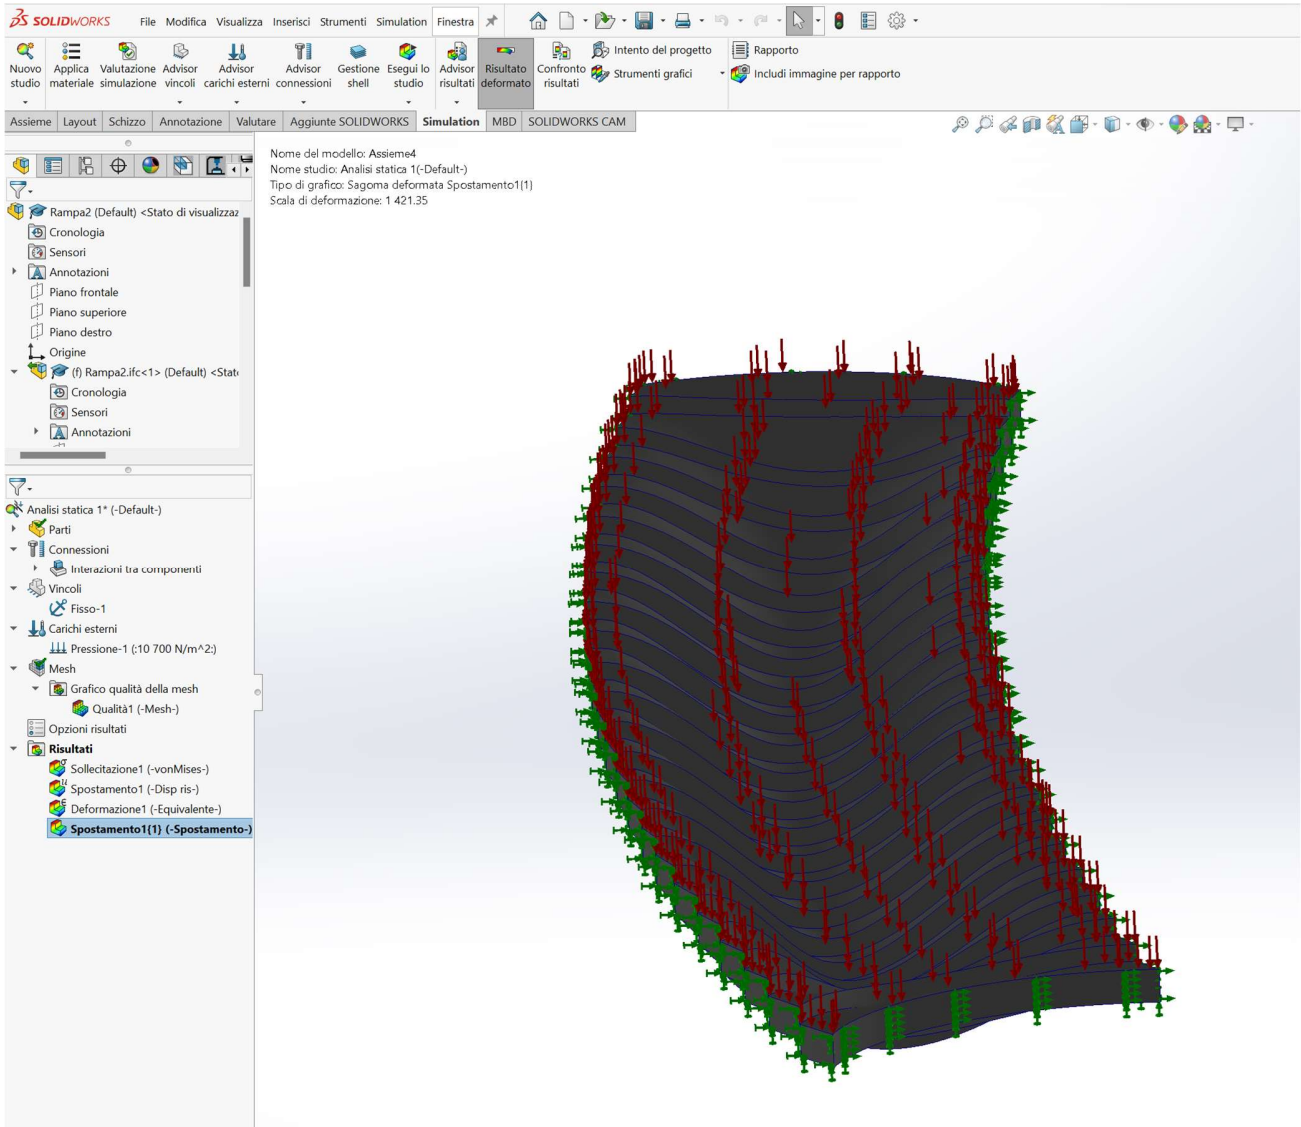 SOLIDWORKS
File Modifica Visualizza Inserisci Strumenti Simulation Finestra
Nuovo studio
Applica materiale
Valutazione simulazione
Advisor vincoli
Advisor carichi esterni
Advisor connessioni
Gestione shell
Esegui lo studio
Advisor risultati
Risultato deformato
Confronto risultati
Intento del progetto
Strumenti grafici
Rapporto
Includi immagine per rapporto
Assieme Layout Schizzo Annotazione Valutare Aggiunte SOLIDWORKS Simulation MBD SOLIDWORKS CAM
Nome del modello: Assieme4
Nome studio: Analisi statica 1(-Default-)
Tipo di grafico: Sagoma deformata Spostamento1{1}
Scala di deformazione: 1 421.35
Rampa2 (Default) <Stato di visualizzaz
Cronologia
Sensori
Annotazioni
Piano frontale
Piano superiore
Piano destro
Origine
(f) Rampa2.ifc<1> (Default) <Stat
Cronologia
Sensori
Annotazioni
Analisi statica 1* (-Default-)
Parti
Connessioni
Interazioni tra componenti
Vincoli
Fisso-1
Carichi esterni
Pressione-1 (:10 700 N/m^2:)
Mesh
Grafico qualità della mesh
Qualità1 (-Mesh-)
Opzioni risultati
Risultati
Sollecitazione1 (-vonMises-)
Spostamento1 (-Disp ris-)
Deformazione1 (-Equivalente-)
Spostamento1{1} (-Spostamento-)